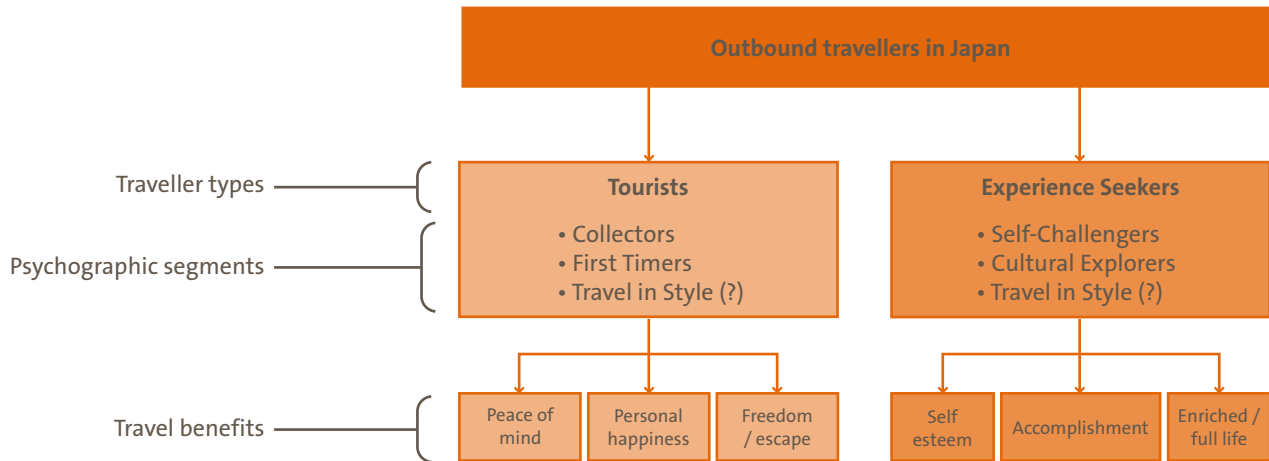 Outbound travellers in Japan
Traveller types
Tourists
Experience Seekers
Psychographic segments
• Collectors
• First Timers
• Travel in Style (?)
• Self-Challengers
• Cultural Explorers
• Travel in Style (?)
Travel benefits
Peace of
mind
Personal
happiness
Freedom
/ escape
Self
esteem
Accomplishment
Enriched /
full life